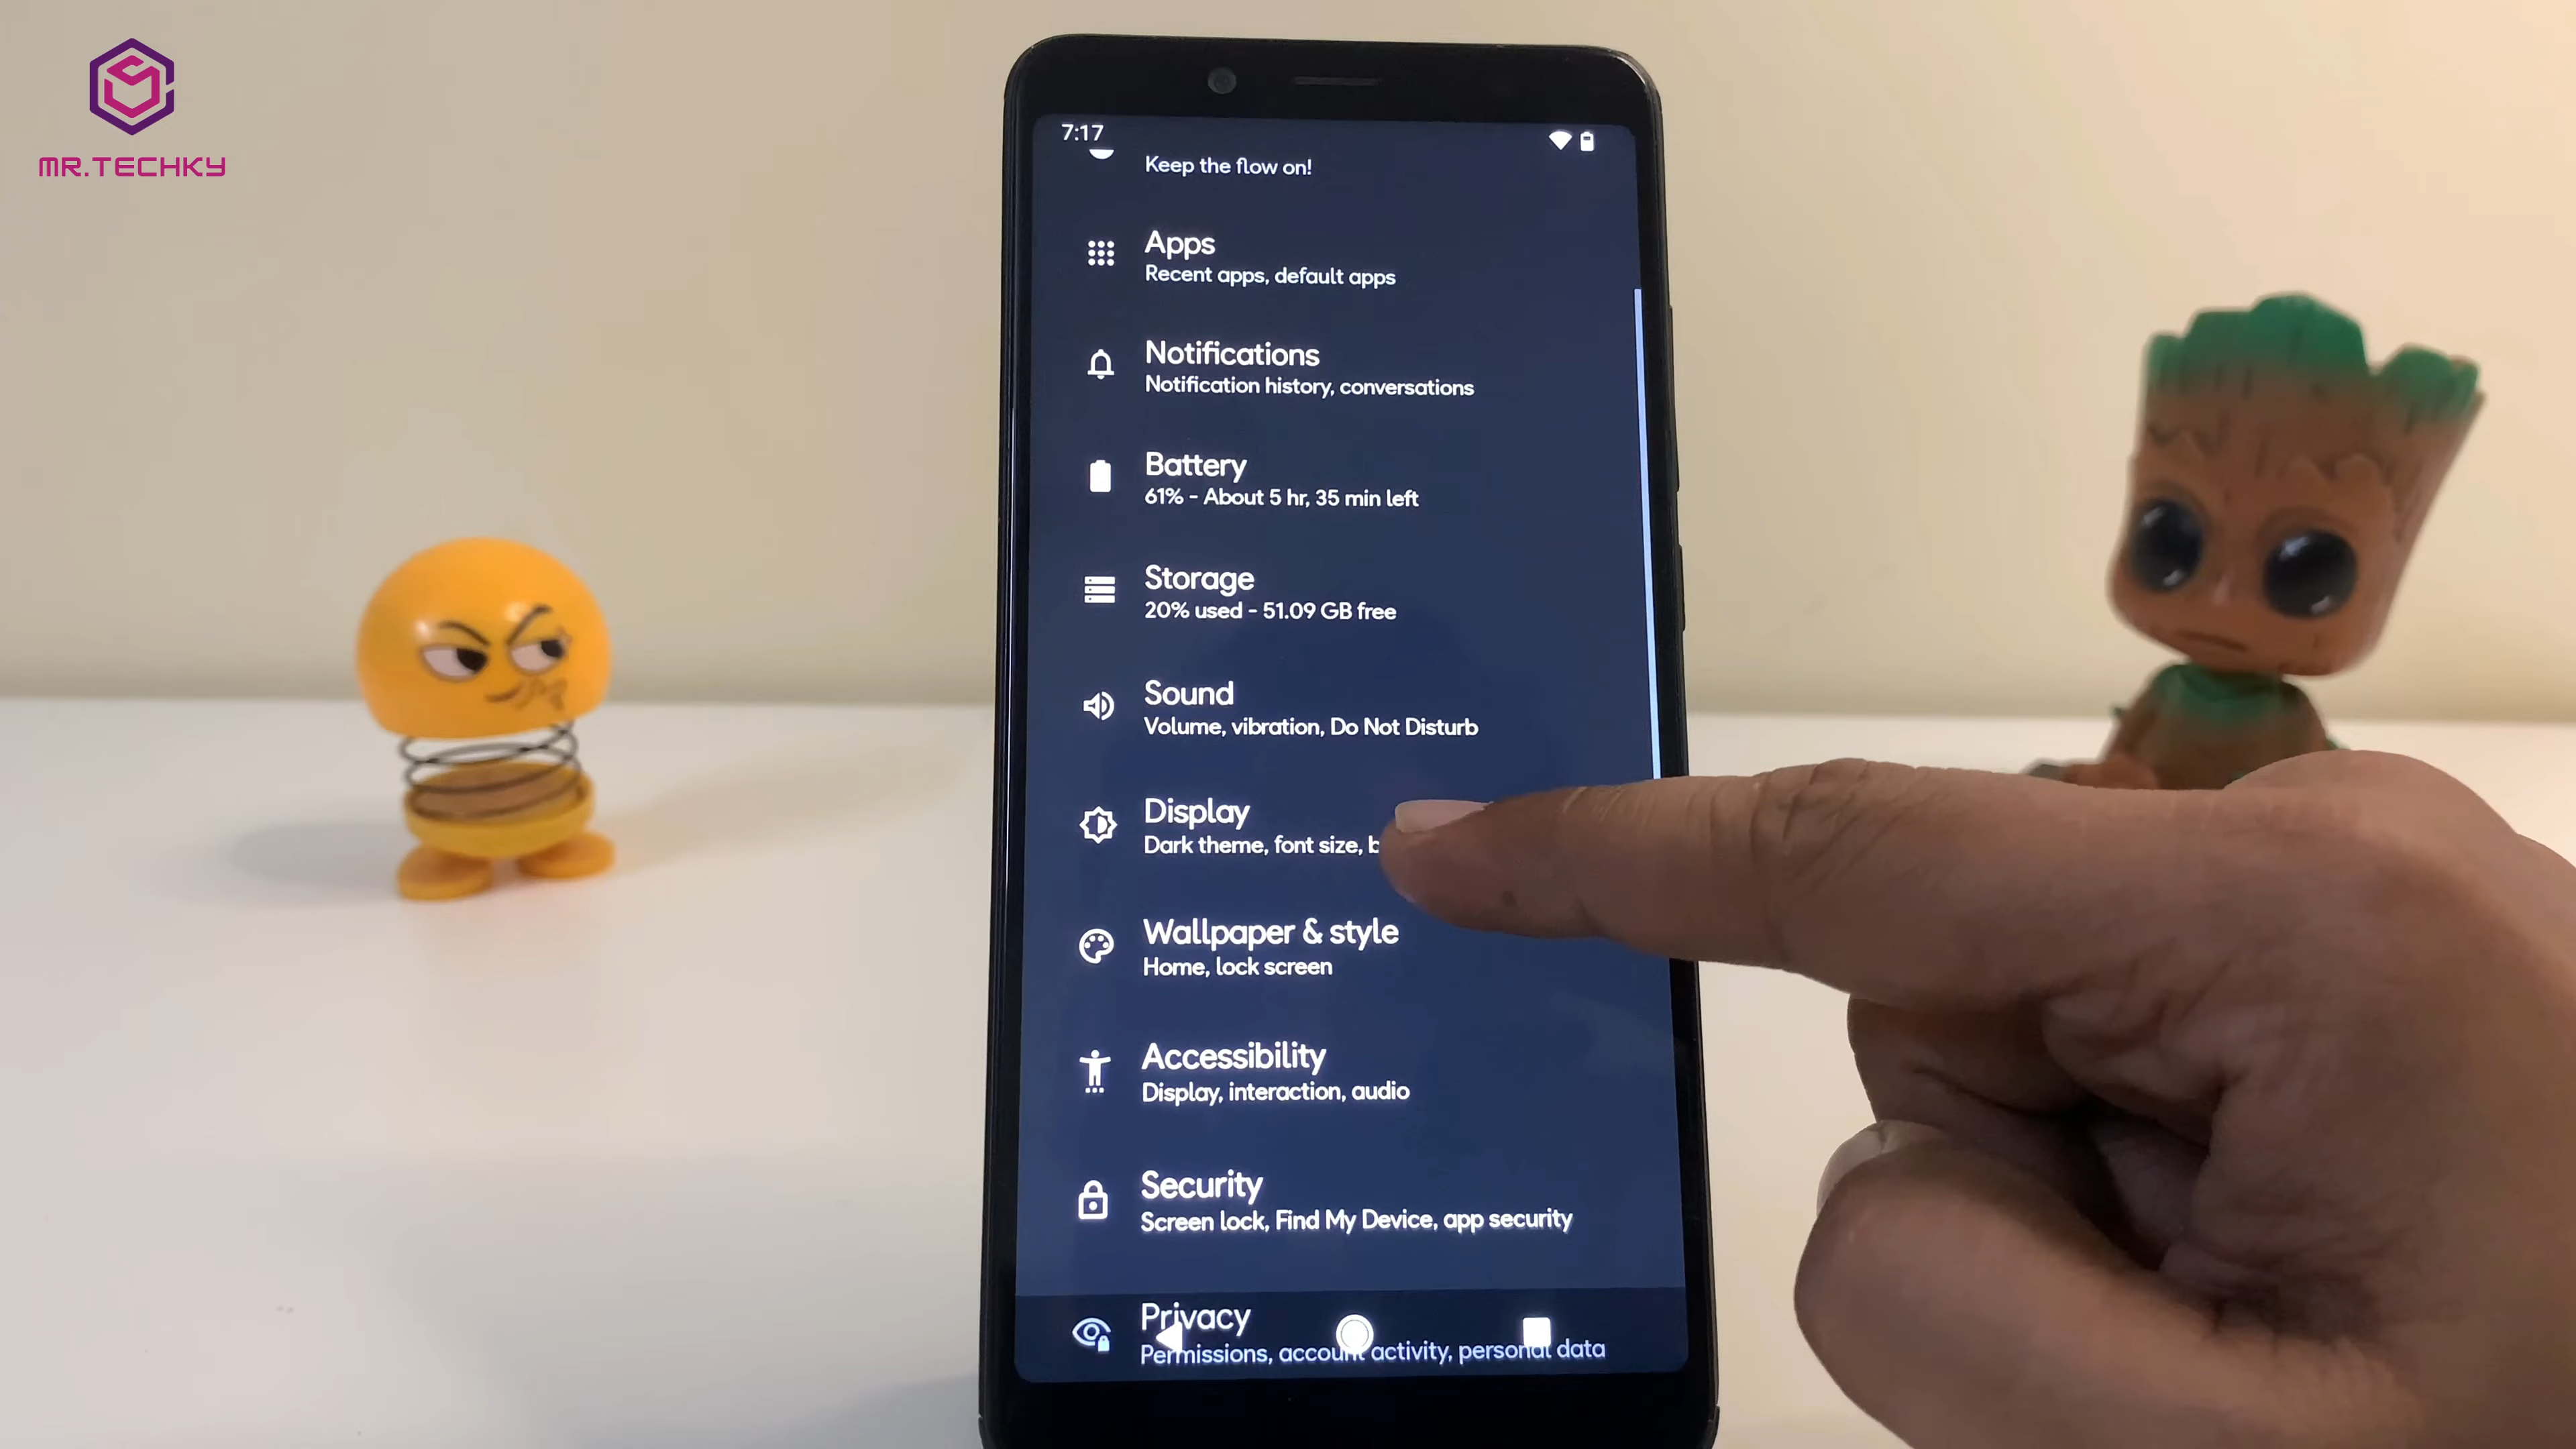 MR.TECHKY
7:17
Keep the flow on!
Apps
Recent apps, default apps
Notifications
Notification history, conversations
Battery
61% - About 5 hr, 35 min left
Storage
20% used - 51.09 GB free
Sound
Volume, vibration, Do Not Disturb
Display
Dark theme, font size,
Wallpaper & style
Home, lock screen
Accessibility
Display, interaction, audio
Security
Screen lock, Find My Device, app security
Privacy
Permissions, account activity, personal data